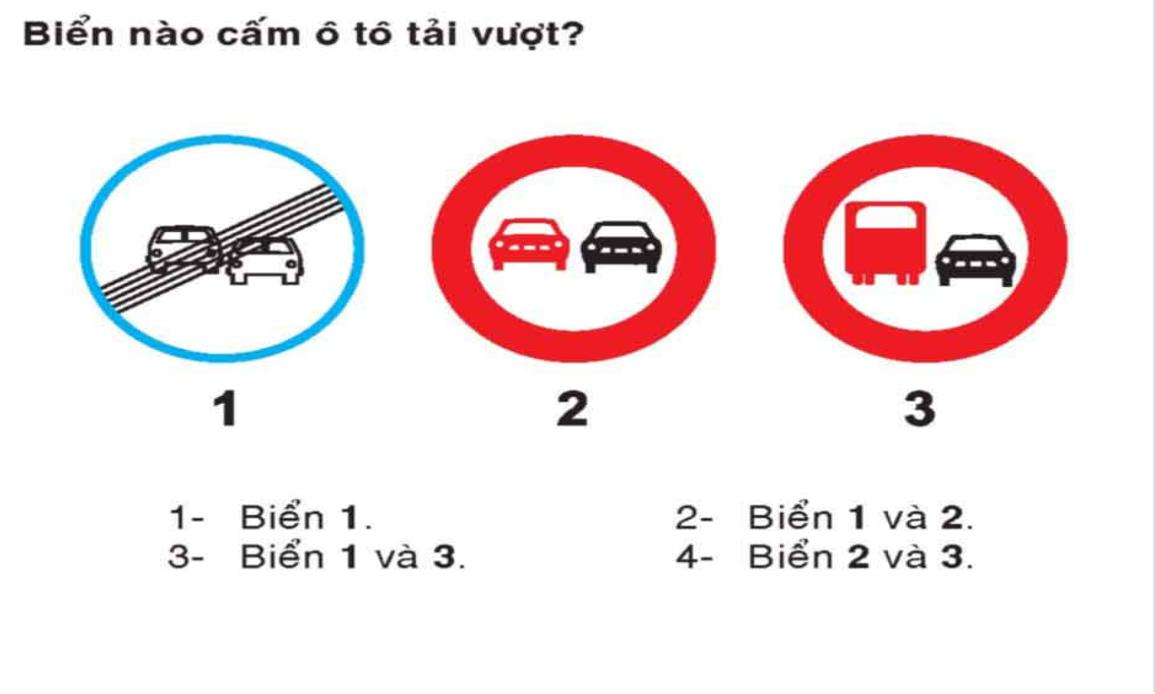 Biển nào cấm ô tô tải vượt?
1 2 3
1- Biển 1. 2- Biển 1 và 2.
3- Biển 1 và 3. 4- Biển 2 và 3.